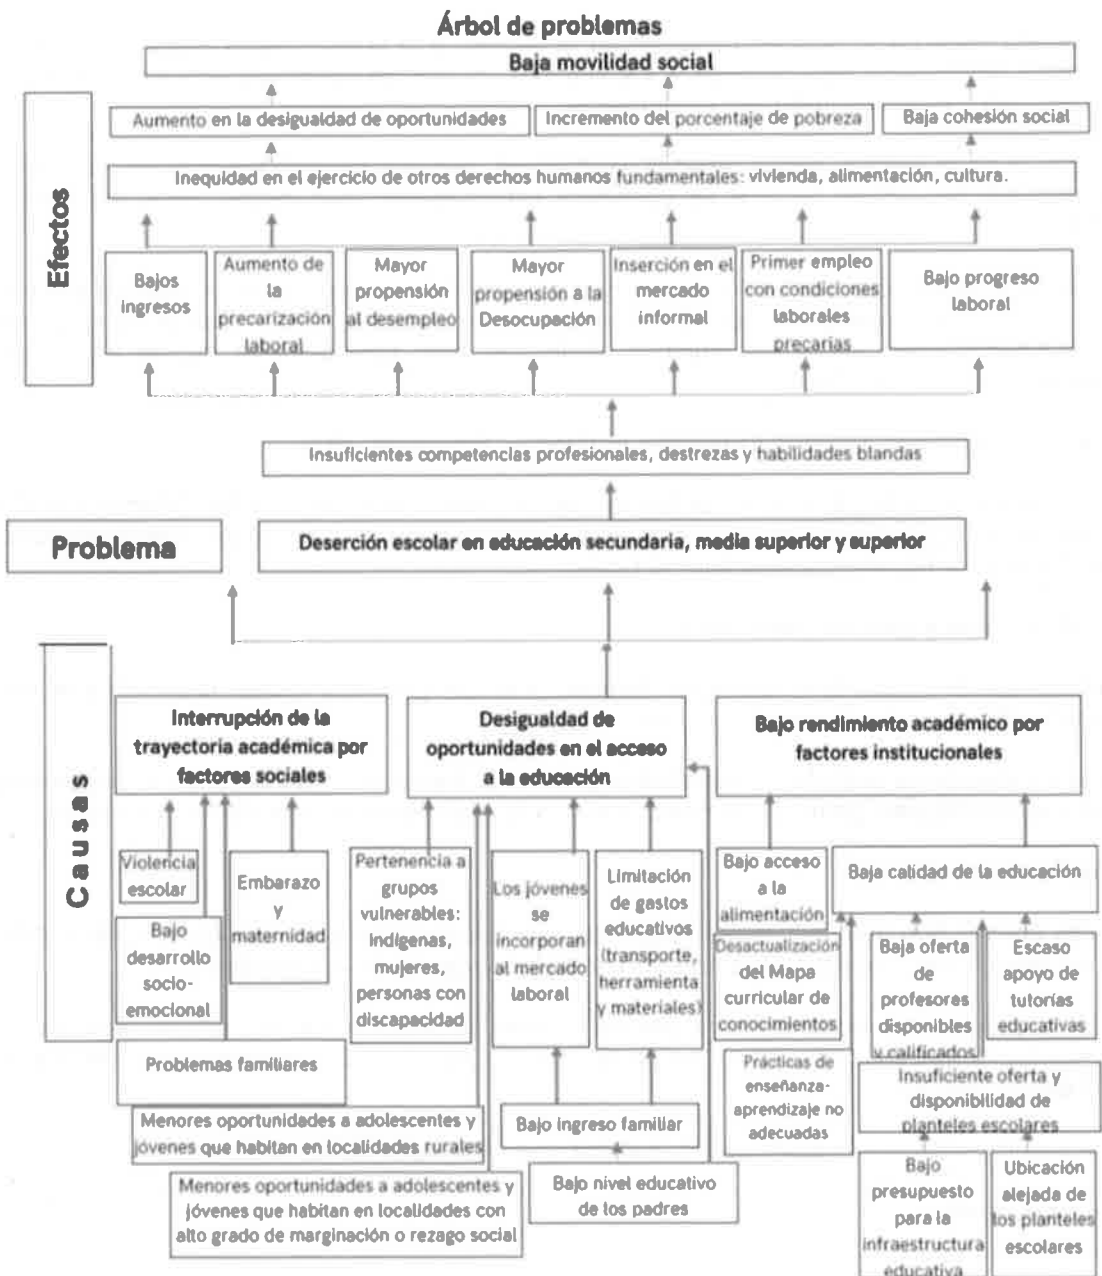 Árbol de problemas
Baja movilidad social
Efectos
Aumento en la desigualdad de oportunidades
Incremento del porcentaje de pobreza
Baja cohesión social
Inequidad en el ejercicio de otros derechos humanos fundamentales: vivienda, alimentación, cultura.
Bajos
ingresos
Aumento de
la
precarización
laboral
Mayor
propensión
al desempleo
Mayor
propensión a la
Desocupación
Inserción en el
mercado
informal
Primer empleo
con condiciones
laborales
precarias
Bajo progreso
laboral
Insuficientes competencias profesionales, destrezas y habilidades blandas
Problema
Deserción escolar en educación secundaria, media superior y superior
Causas
Interrupción de la
trayectoria académica por
factores sociales
Desigualdad de
oportunidades en el acceso
a la educación
Bajo rendimiento académico por
factores institucionales
Violencia
escolar
Embarazo
y
maternidad
Bajo
desarrollo
socio-
emocional
Problemas familiares
Pertenencia a
grupos
vulnerables:
indígenas,
mujeres,
personas con
discapacidad
Los jóvenes
se
incorporan
al mercado
laboral
Limitación
de gastos
educativos
(transporte,
herramienta
y materiales)
Menores oportunidades a adolescentes y
jóvenes que habitan en localidades rurales
Menores oportunidades a adolescentes y
jóvenes que habitan en localidades con
alto grado de marginación o rezago social
Bajo ingreso familiar
Bajo nivel educativo
de los padres
Bajo acceso
a la
alimentación
Baja calidad de la educación
Desactualización
del Mapa
curricular de
conocimientos
Baja oferta
de
profesoras
disponibles
y calificados
Escaso
apoyo de
tutorías
educativas
Prácticas de
enseñanza-
aprendizaje no
adecuadas
Insuficiente oferta y
disponibilidad de
planteles escolares
Bajo
presupuesto
para la
infraestructura
educativa
Ubicación
alejada de
los planteles
escolares